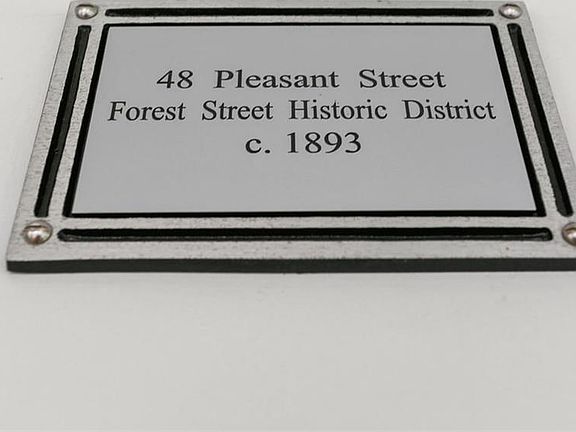 48 Pleasant Street
Forest Street Historic District
c. 1893